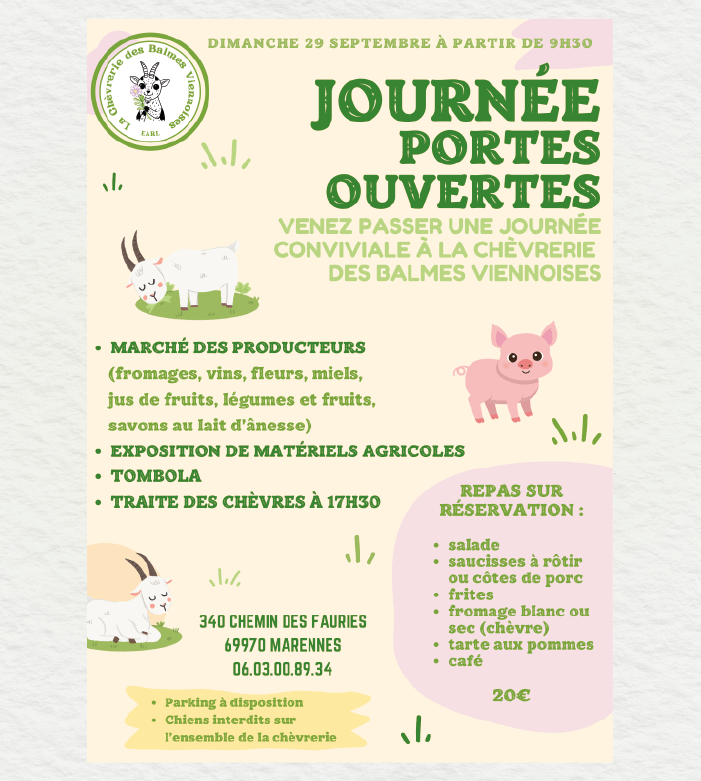 La Chèvrerie des Balmes Viennoises
EARL
DIMANCHE 29 SEPTEMBRE À PARTIR DE 9H30
JOURNÉE
PORTES
OUVERTES
VENEZ PASSER UNE JOURNÉE
CONVIVIALE À LA CHÈVRERIE
DES BALMES VIENNOISES
• MARCHÉ DES PRODUCTEURS
(fromages, vins, fleurs, miels,
jus de fruits, légumes et fruits,
savons au lait d'ânesse)
• EXPOSITION DE MATÉRIELS AGRICOLES
• TOMBOLA
• TRAITE DES CHÈVRES À 17H30
REPAS SUR
RÉSERVATION :
• salade
• saucisses à rôtir
ou côtes de porc
• frites
• fromage blanc ou
sec (chèvre)
• tarte aux pommes
• café
20€
340 CHEMIN DES FAURIES
69970 MARENNES
06.03.00.89.34
• Parking à disposition
• Chiens interdits sur
l'ensemble de la chèvrerie